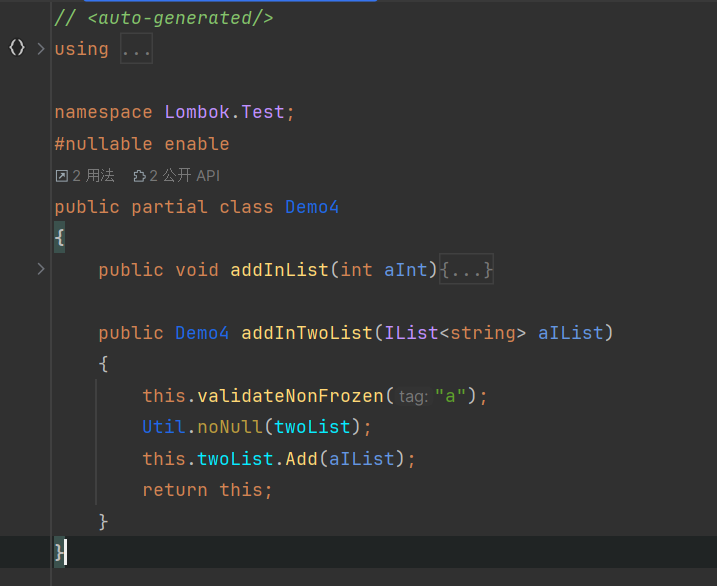 // <auto-generated/>
using ...
namespace Lombok.Test;
#nullable enable
2 用法 2 公开 API
public partial class Demo4
{
public void addInList(int aInt){...}
public Demo4 addInTwoList(IList<string> aIList)
{
this.validateNonFrozen( tag: "a");
Util.noNull(twoList);
this.twoList.Add(aIList);
return this;
}
}